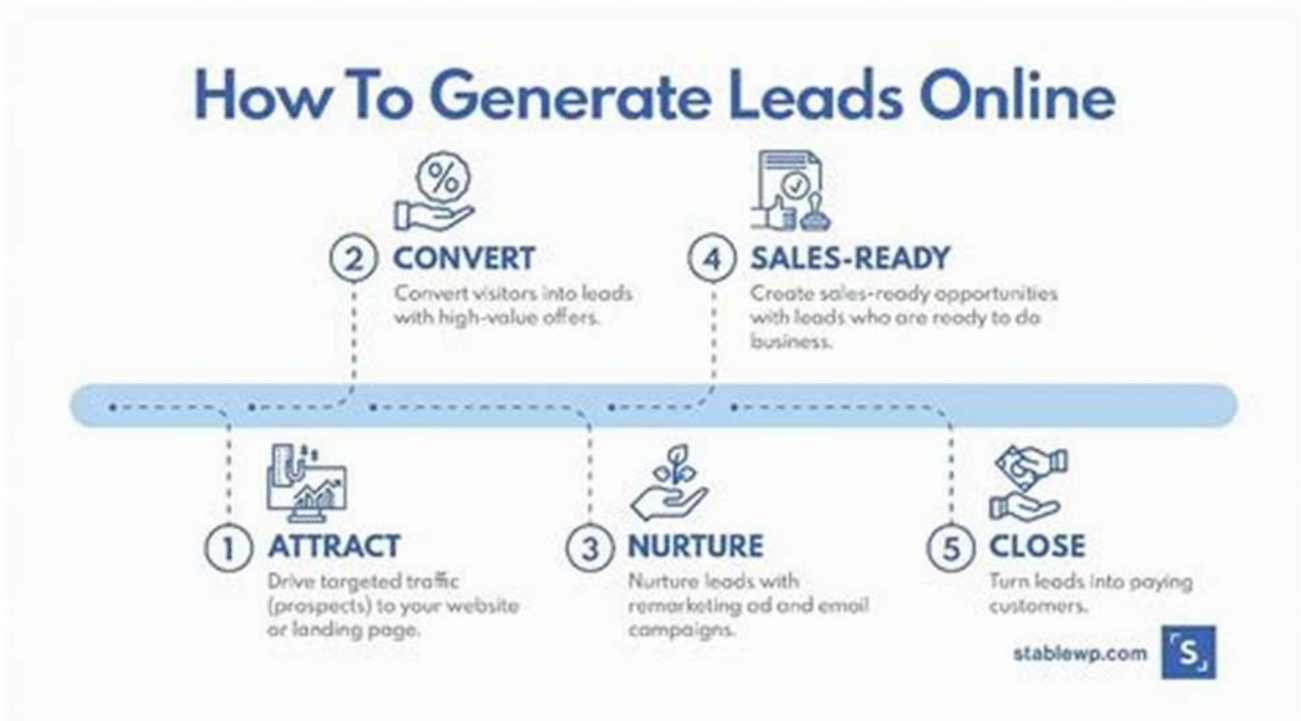 How To Generate Leads Online
1 ATTRACT
Drive targeted traffic
(prospects) to your website
or landing page.
2 CONVERT
Convert visitors into leads
with high-value offers.
3 NURTURE
Nurture leads with
remarketing ad and email
campaigns.
4 SALES-READY
Create sales-ready opportunities
with leads who are ready to do
business.
5 CLOSE
Turn leads into paying
customers.
stablewp.com S